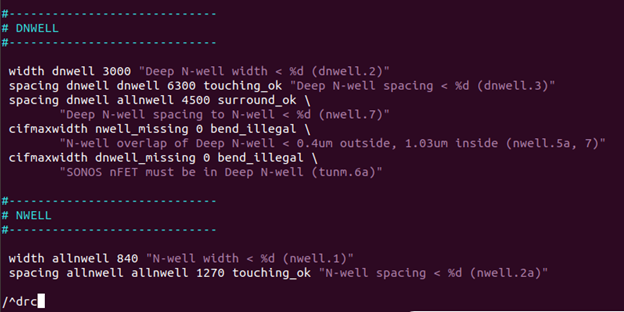 #-----------------------------
# DNWELL
#-----------------------------
width dnwell 3000 "Deep N-well width < %d (dnwell.2)"
spacing dnwell dnwell 6300 touching_ok "Deep N-well spacing < %d (dnwell.3)"
spacing dnwell allnwell 4500 surround_ok \
"Deep N-well spacing to N-well < %d (nwell.7)"
cifmaxwidth nwell_missing 0 bend_illegal \
"N-well overlap of Deep N-well < 0.4um outside, 1.03um inside (nwell.5a, 7)"
cifmaxwidth dnwell_missing 0 bend_illegal \
"SONOS nFET must be in Deep N-well (tunm.6a)"
#-----------------------------
# NWELL
#-----------------------------
width allnwell 840 "N-well width < %d (nwell.1)"
spacing allnwell allnwell 1270 touching_ok "N-well spacing < %d (nwell.2a)"
/^drc